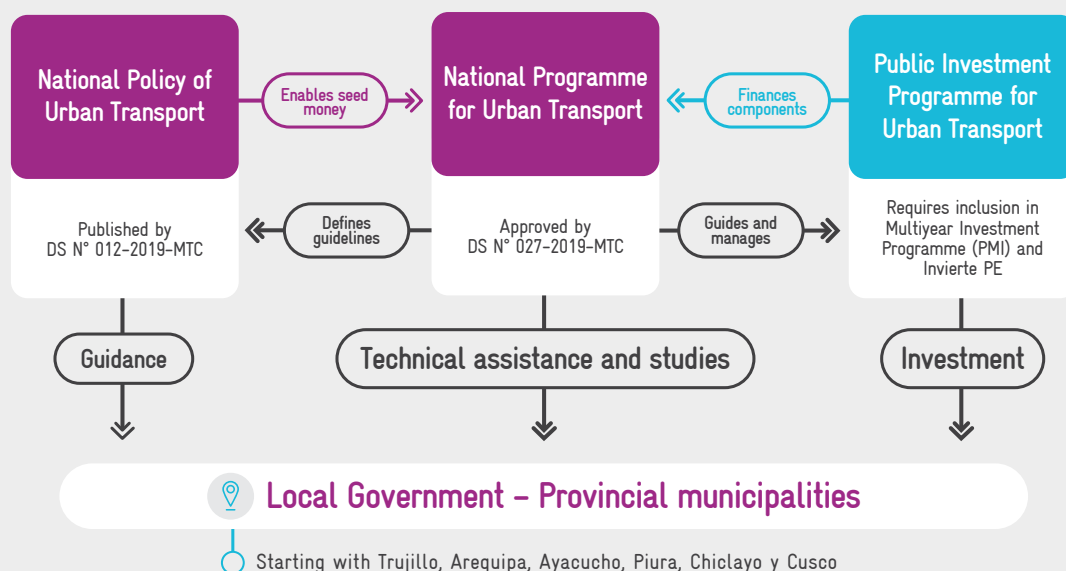 National Policy of
Urban Transport
Enables seed
money
National Programme
for Urban Transport
Finances
components
Public Investment
Programme for
Urban Transport
Published by
DS N° 012-2019-MTC
Defines
guidelines
Approved by
DS N° 027-2019-MTC
Guides and
manages
Requires inclusion in
Multiyear Investment
Programme (PMI) and
Invierte PE
Guidance
Technical assistance and studies
Investment
Local Government – Provincial municipalities
Starting with Trujillo, Arequipa, Ayacucho, Piura, Chiclayo y Cusco